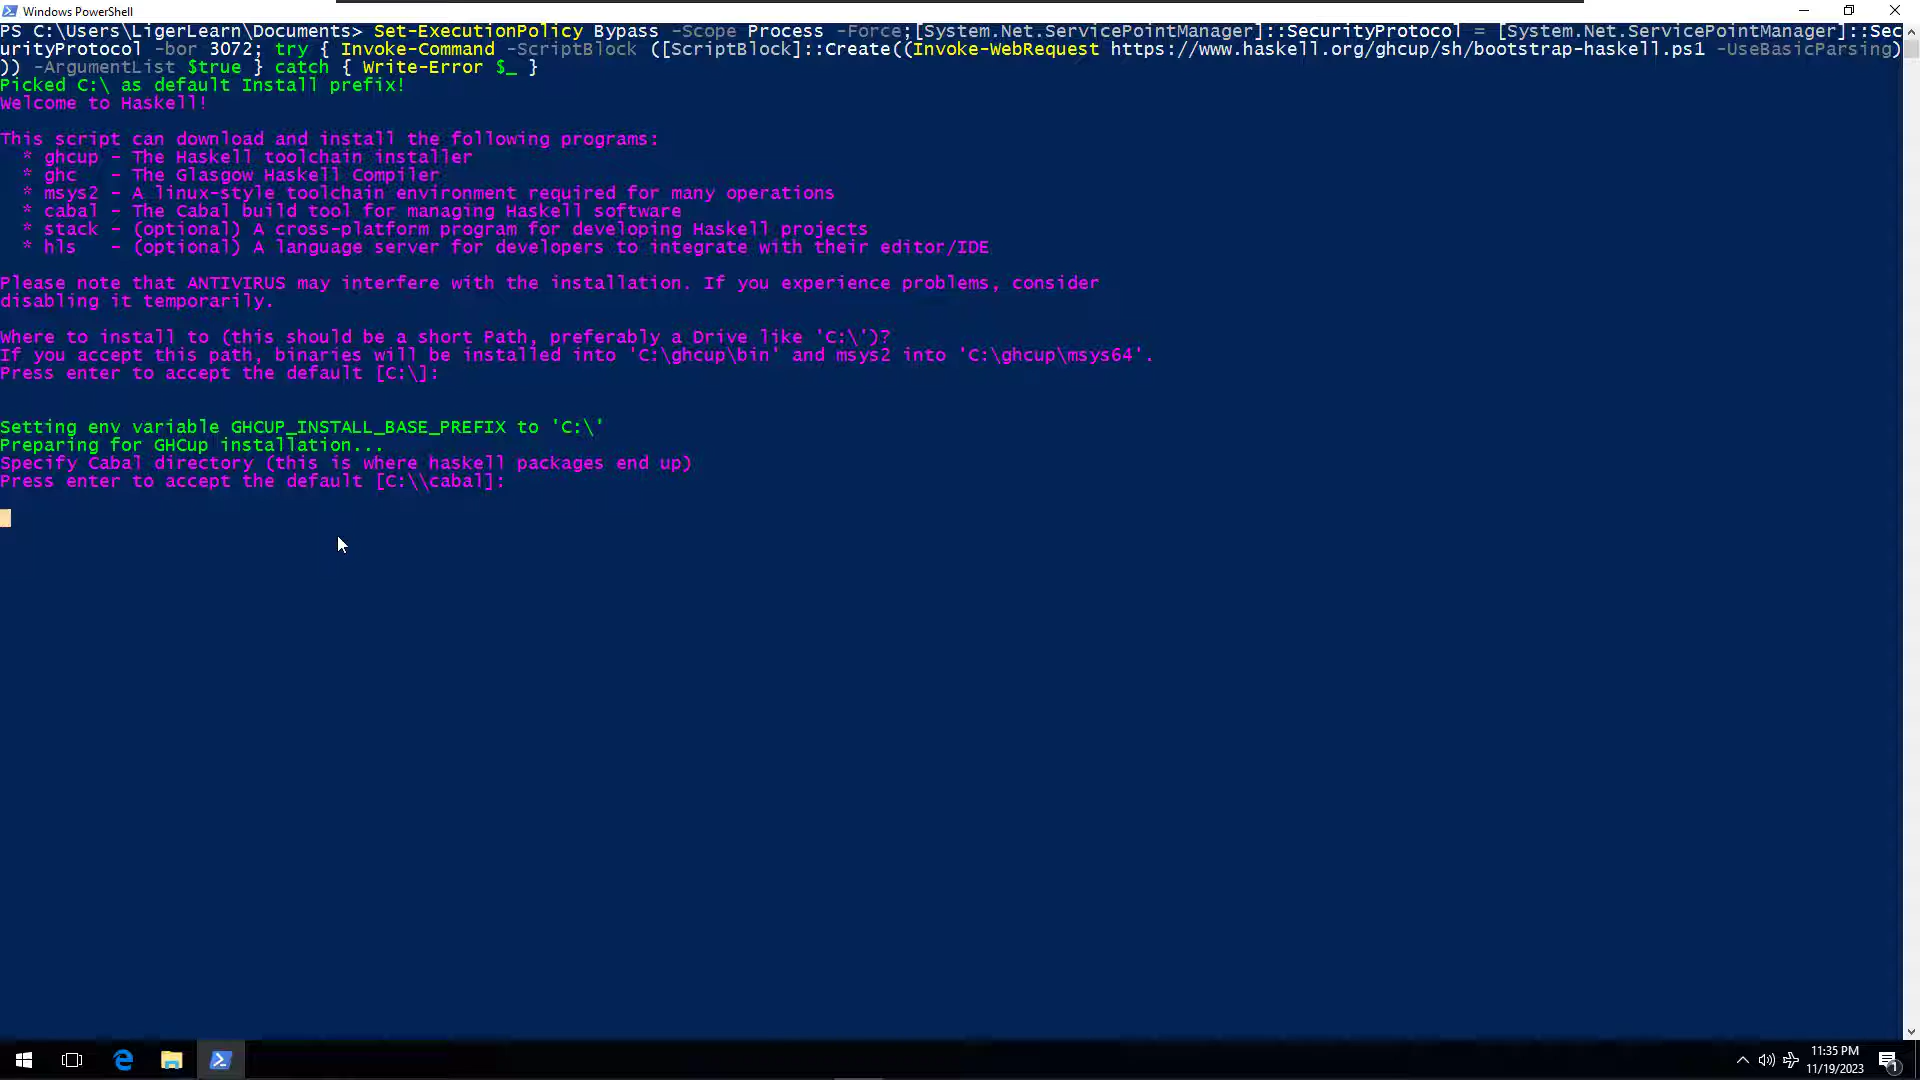 Windows PowerShell
PS C:\Users\LigerLearn\Documents> Set-ExecutionPolicy Bypass -Scope Process -Force;[System.Net.ServicePointManager]::SecurityProtocol = [System.Net.ServicePointManager]::Sec
urityProtocol -bor 3072; try { Invoke-Command -ScriptBlock ([ScriptBlock]::Create((Invoke-WebRequest https://www.haskell.org/ghcup/sh/bootstrap-haskell.ps1 -UseBasicParsing)
)) -ArgumentList $true } catch { Write-Error $_ }
Picked C:\ as default Install prefix!
Welcome to Haskell!
This script can download and install the following programs:
* ghcup - The Haskell toolchain installer
* ghc - The Glasgow Haskell Compiler
* msys2 - A linux-style toolchain environment required for many operations
* cabal - The Cabal build tool for managing Haskell software
* stack - (optional) A cross-platform program for developing Haskell projects
* hls - (optional) A language server for developers to integrate with their editor/IDE
Please note that ANTIVIRUS may interfere with the installation. If you experience problems, consider
disabling it temporarily.
Where to install to (this should be a short Path, preferably a Drive like 'C:\')?
If you accept this path, binaries will be installed into 'C:\ghcup\bin' and msys2 into 'C:\ghcup\msys64'.
Press enter to accept the default [C:\]:
Setting env variable GHCUP_INSTALL_BASE_PREFIX to 'C:\'
Preparing for GHCup installation...
Specify Cabal directory (this is where haskell packages end up)
Press enter to accept the default [C:\\cabal]:
11:35 PM
11/19/2023
1